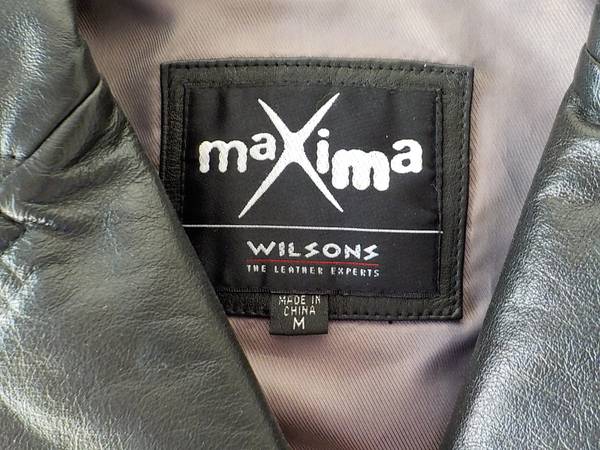 maXima
WILSONS
THE LEATHER EXPERTS
MADE IN
CHINA
M